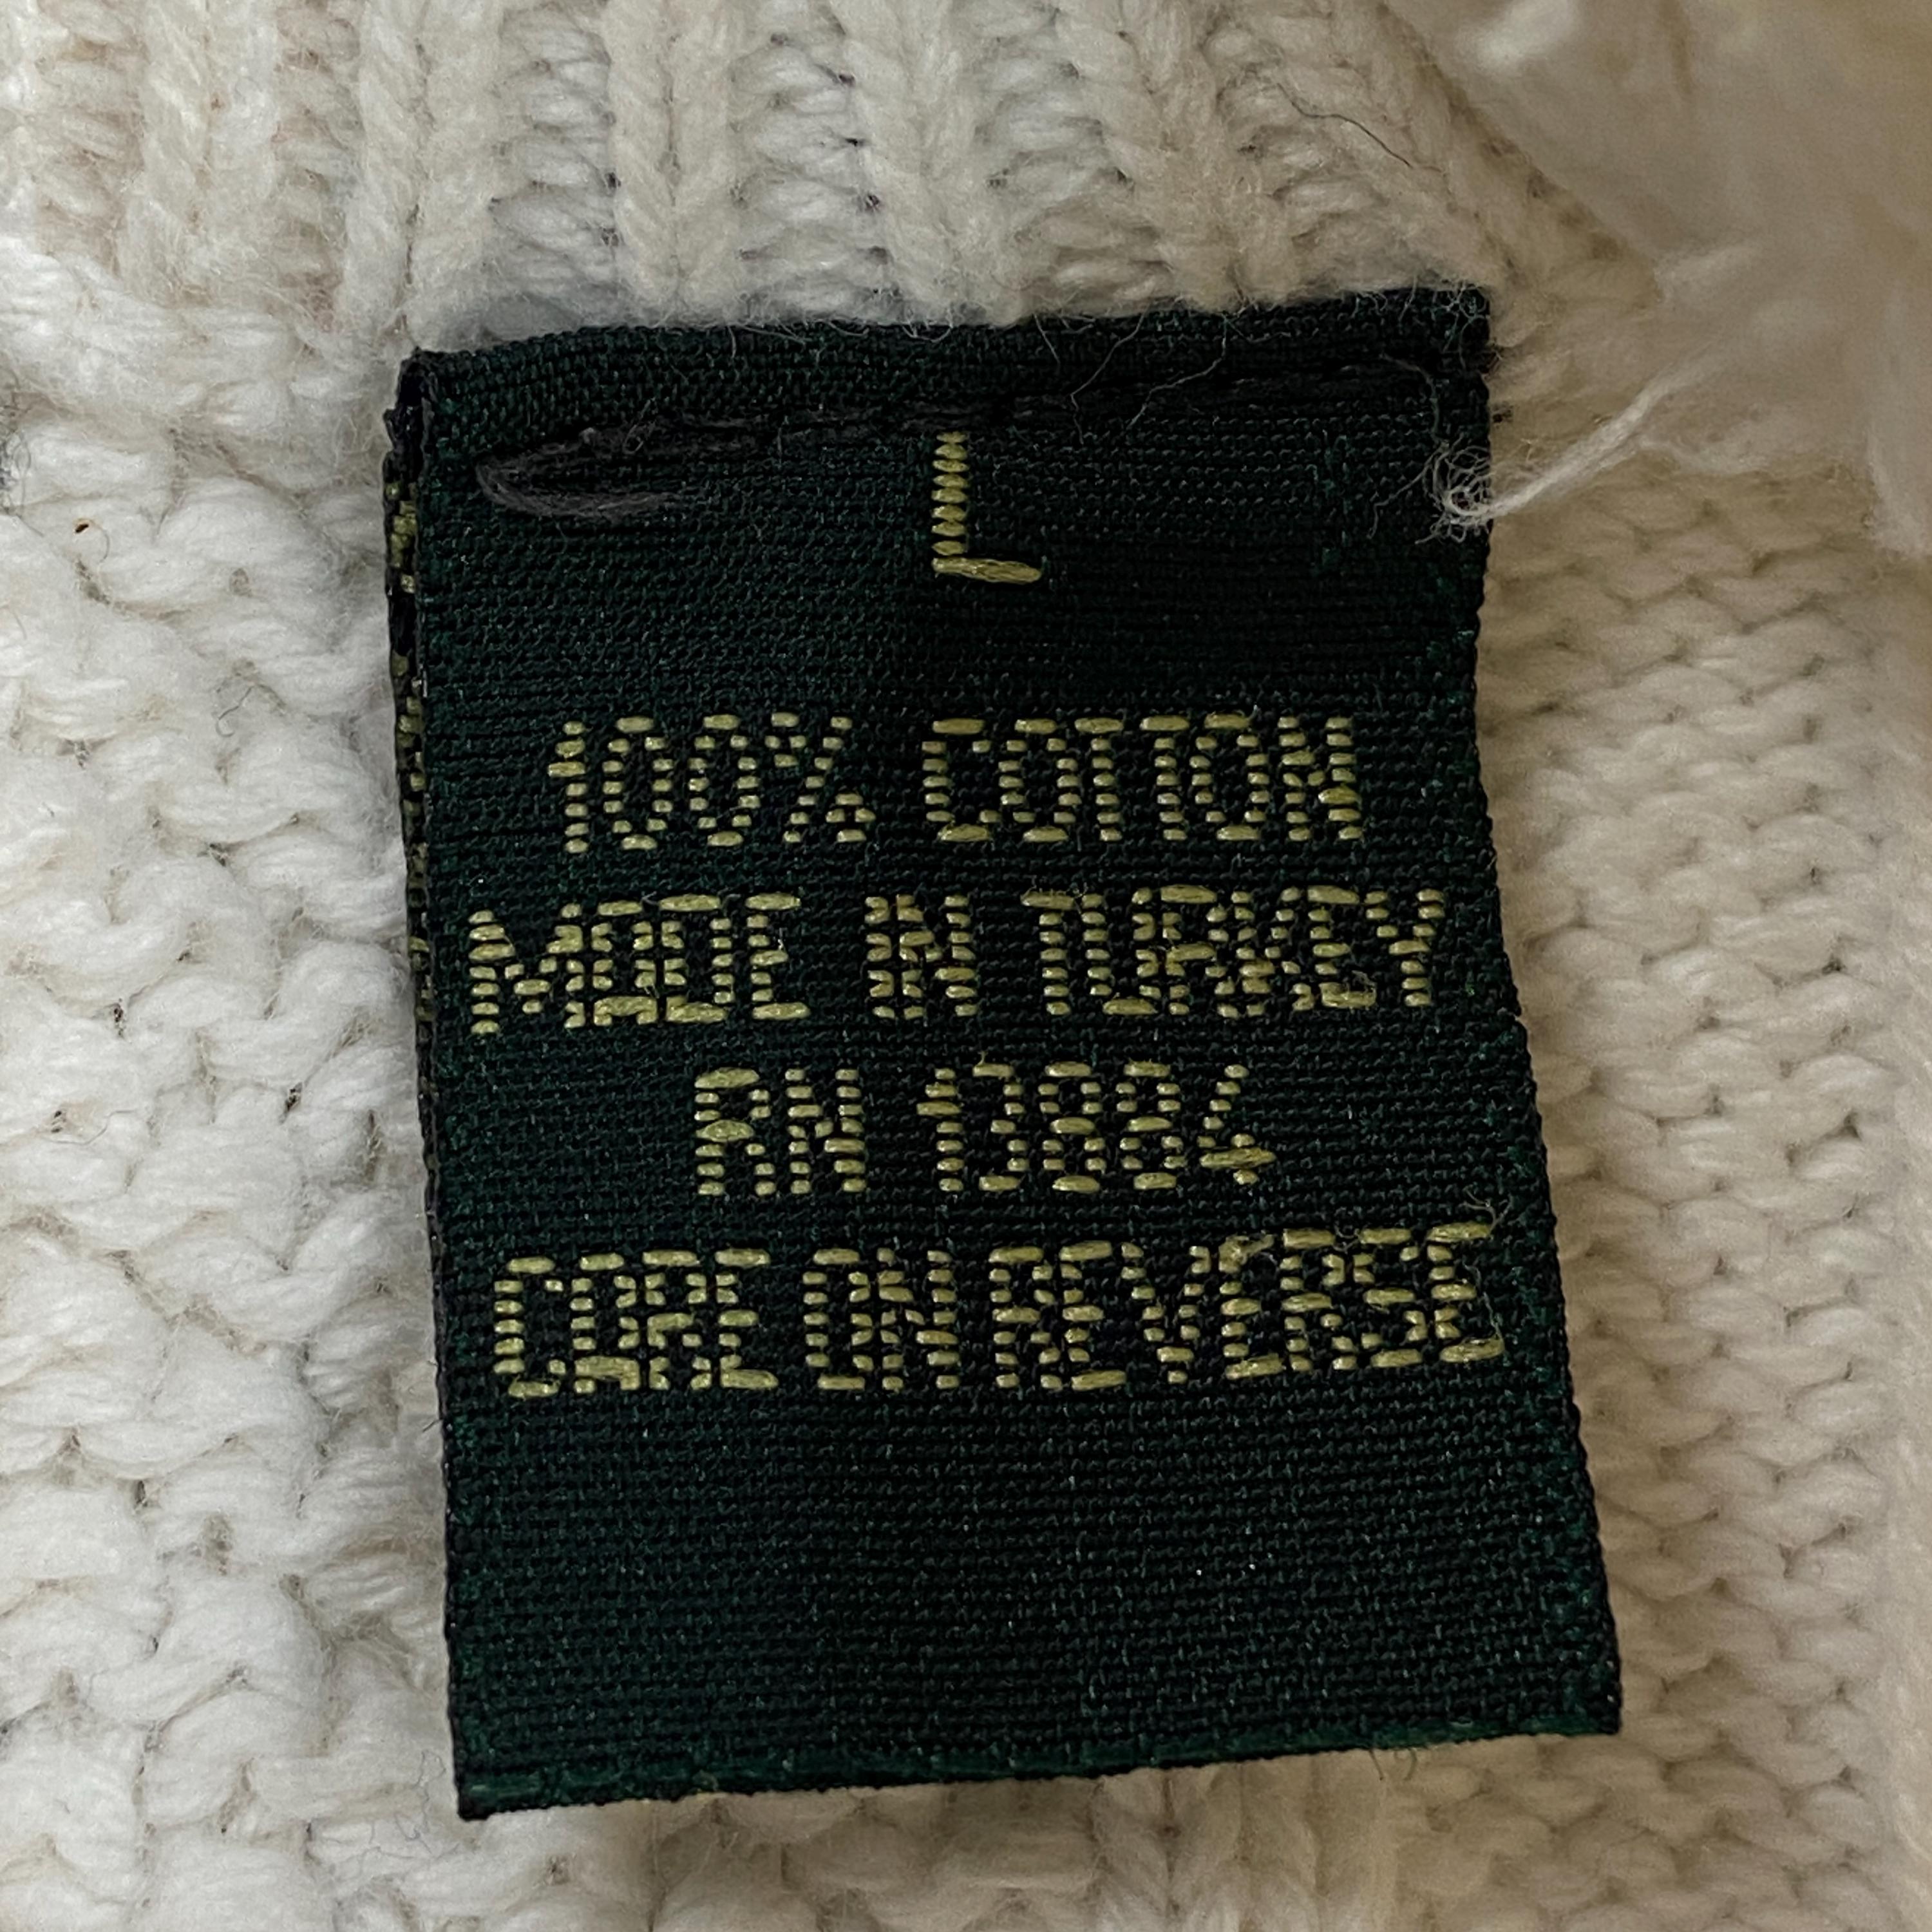 L
100% COTTON
MADE IN TURKEY
RN 13884
CARE ON REVERSE